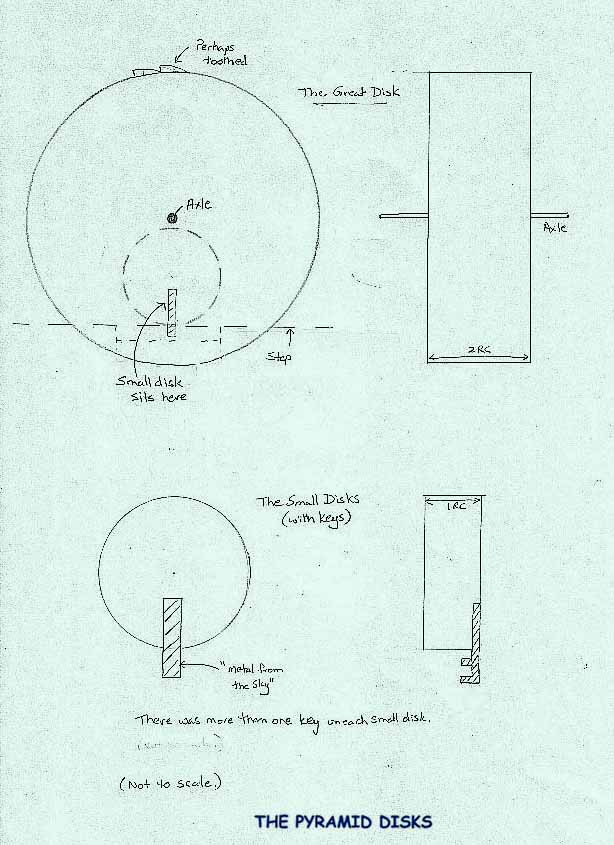 Perhaps
toothed
The Great Disk
Axle
Axle
2RC
Step
Small disk
sits here
The Small Disks
(with keys)
1RC
"metal from
the sky"
There was more than one key on each small disk.
(Not to scale.)
THE PYRAMID DISKS